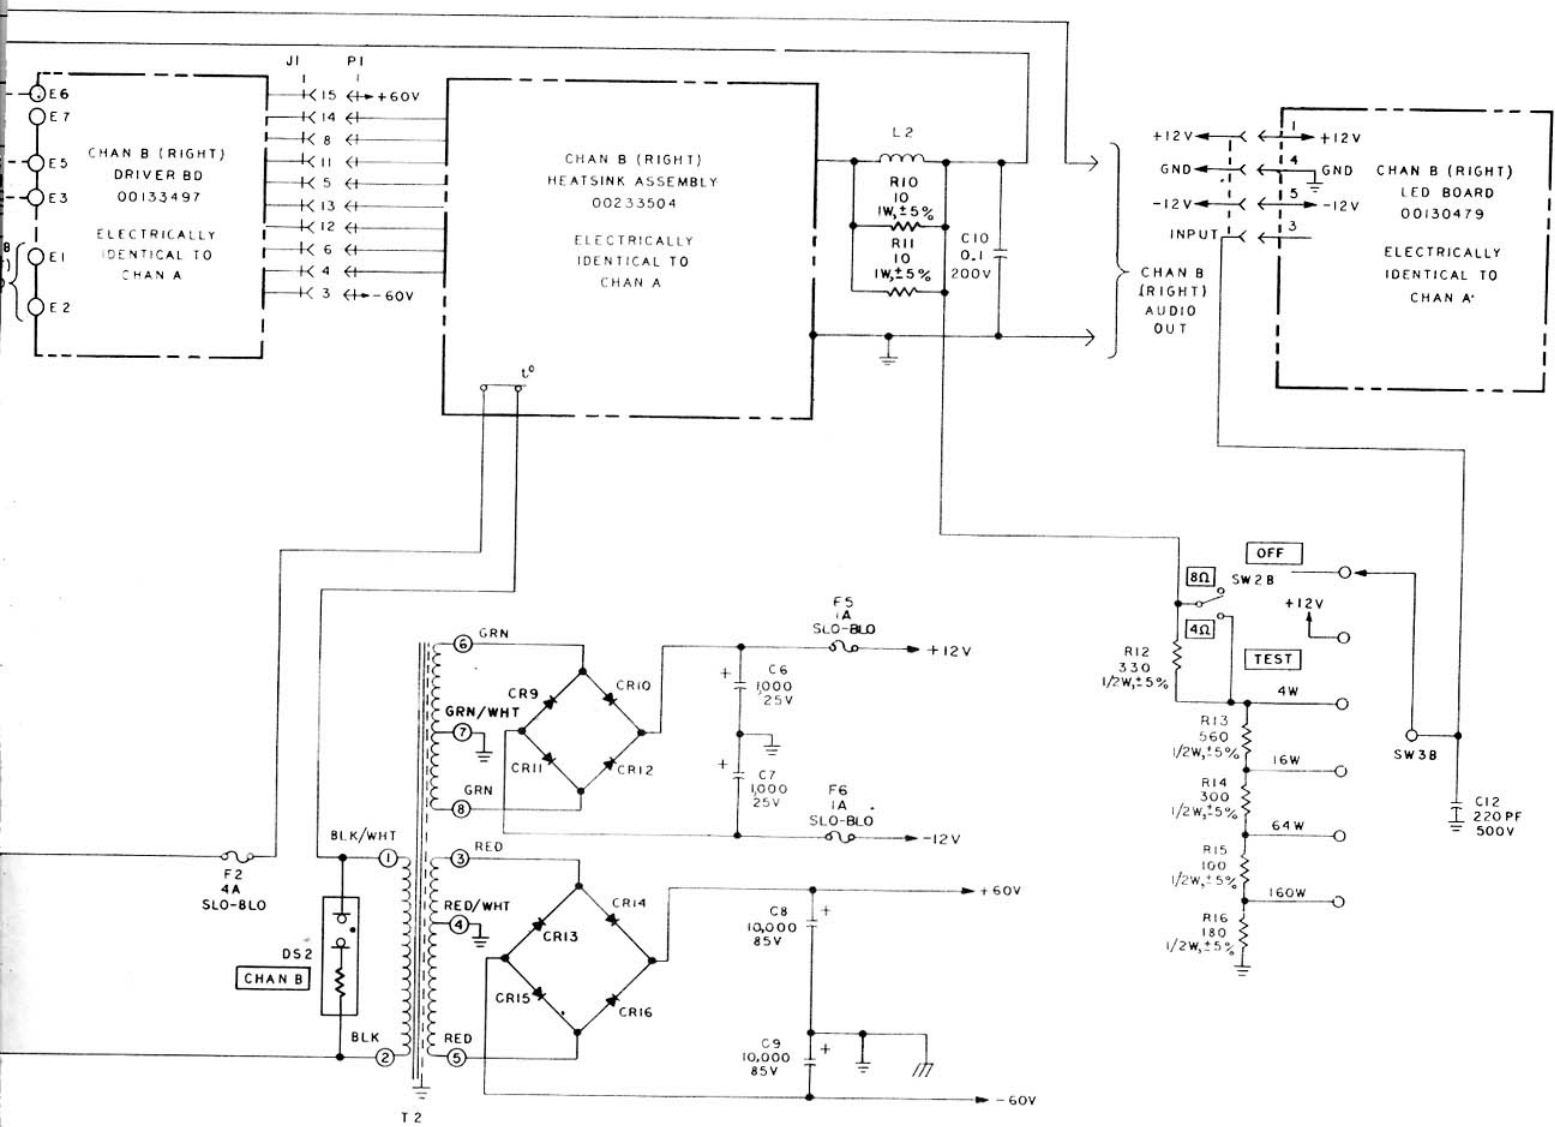 J1
P1
E6
E7
E5
E3
E1
E2
CHAN B (RIGHT)
DRIVER BD
00133497
ELECTRICALLY
IDENTICAL TO
CHAN A
15
+60V
14
8
11
5
13
12
6
4
3
-60V
CHAN B (RIGHT)
HEATSINK ASSEMBLY
00233504
ELECTRICALLY
IDENTICAL TO
CHAN A
t°
L2
R10
10
1W,±5%
R11
10
1W,±5%
C10
0.1
200V
CHAN B
(RIGHT)
AUDIO
OUT
+12V
1
+12V
GND
4
GND
-12V
5
-12V
INPUT
3
CHAN B (RIGHT)
LED BOARD
00130479
ELECTRICALLY
IDENTICAL TO
CHAN A
OFF
8Ω
SW2B
+12V
4Ω
TEST
R12
330
1/2W,±5%
4W
R13
560
1/2W,±5%
16W
R14
300
1/2W,±5%
64W
R15
100
1/2W,±5%
160W
R16
180
1/2W,±5%
SW3B
C12
220PF
500V
F5
1A
SLO-BLO
+12V
6
GRN
CR9
CR10
C6
1,000
25V
+
GRN/WHT
7
CR11
CR12
C7
1,000
25V
+
GRN
8
F6
1A
SLO-BLO
-12V
BLK/WHT
1
3
RED
F2
4A
SLO-BLO
RED/WHT
4
CR13
CR14
C8
10,000
85V
+
+60V
DS2
CHAN B
CR15
CR16
BLK
2
RED
5
C9
10,000
85V
+
-60V
T2